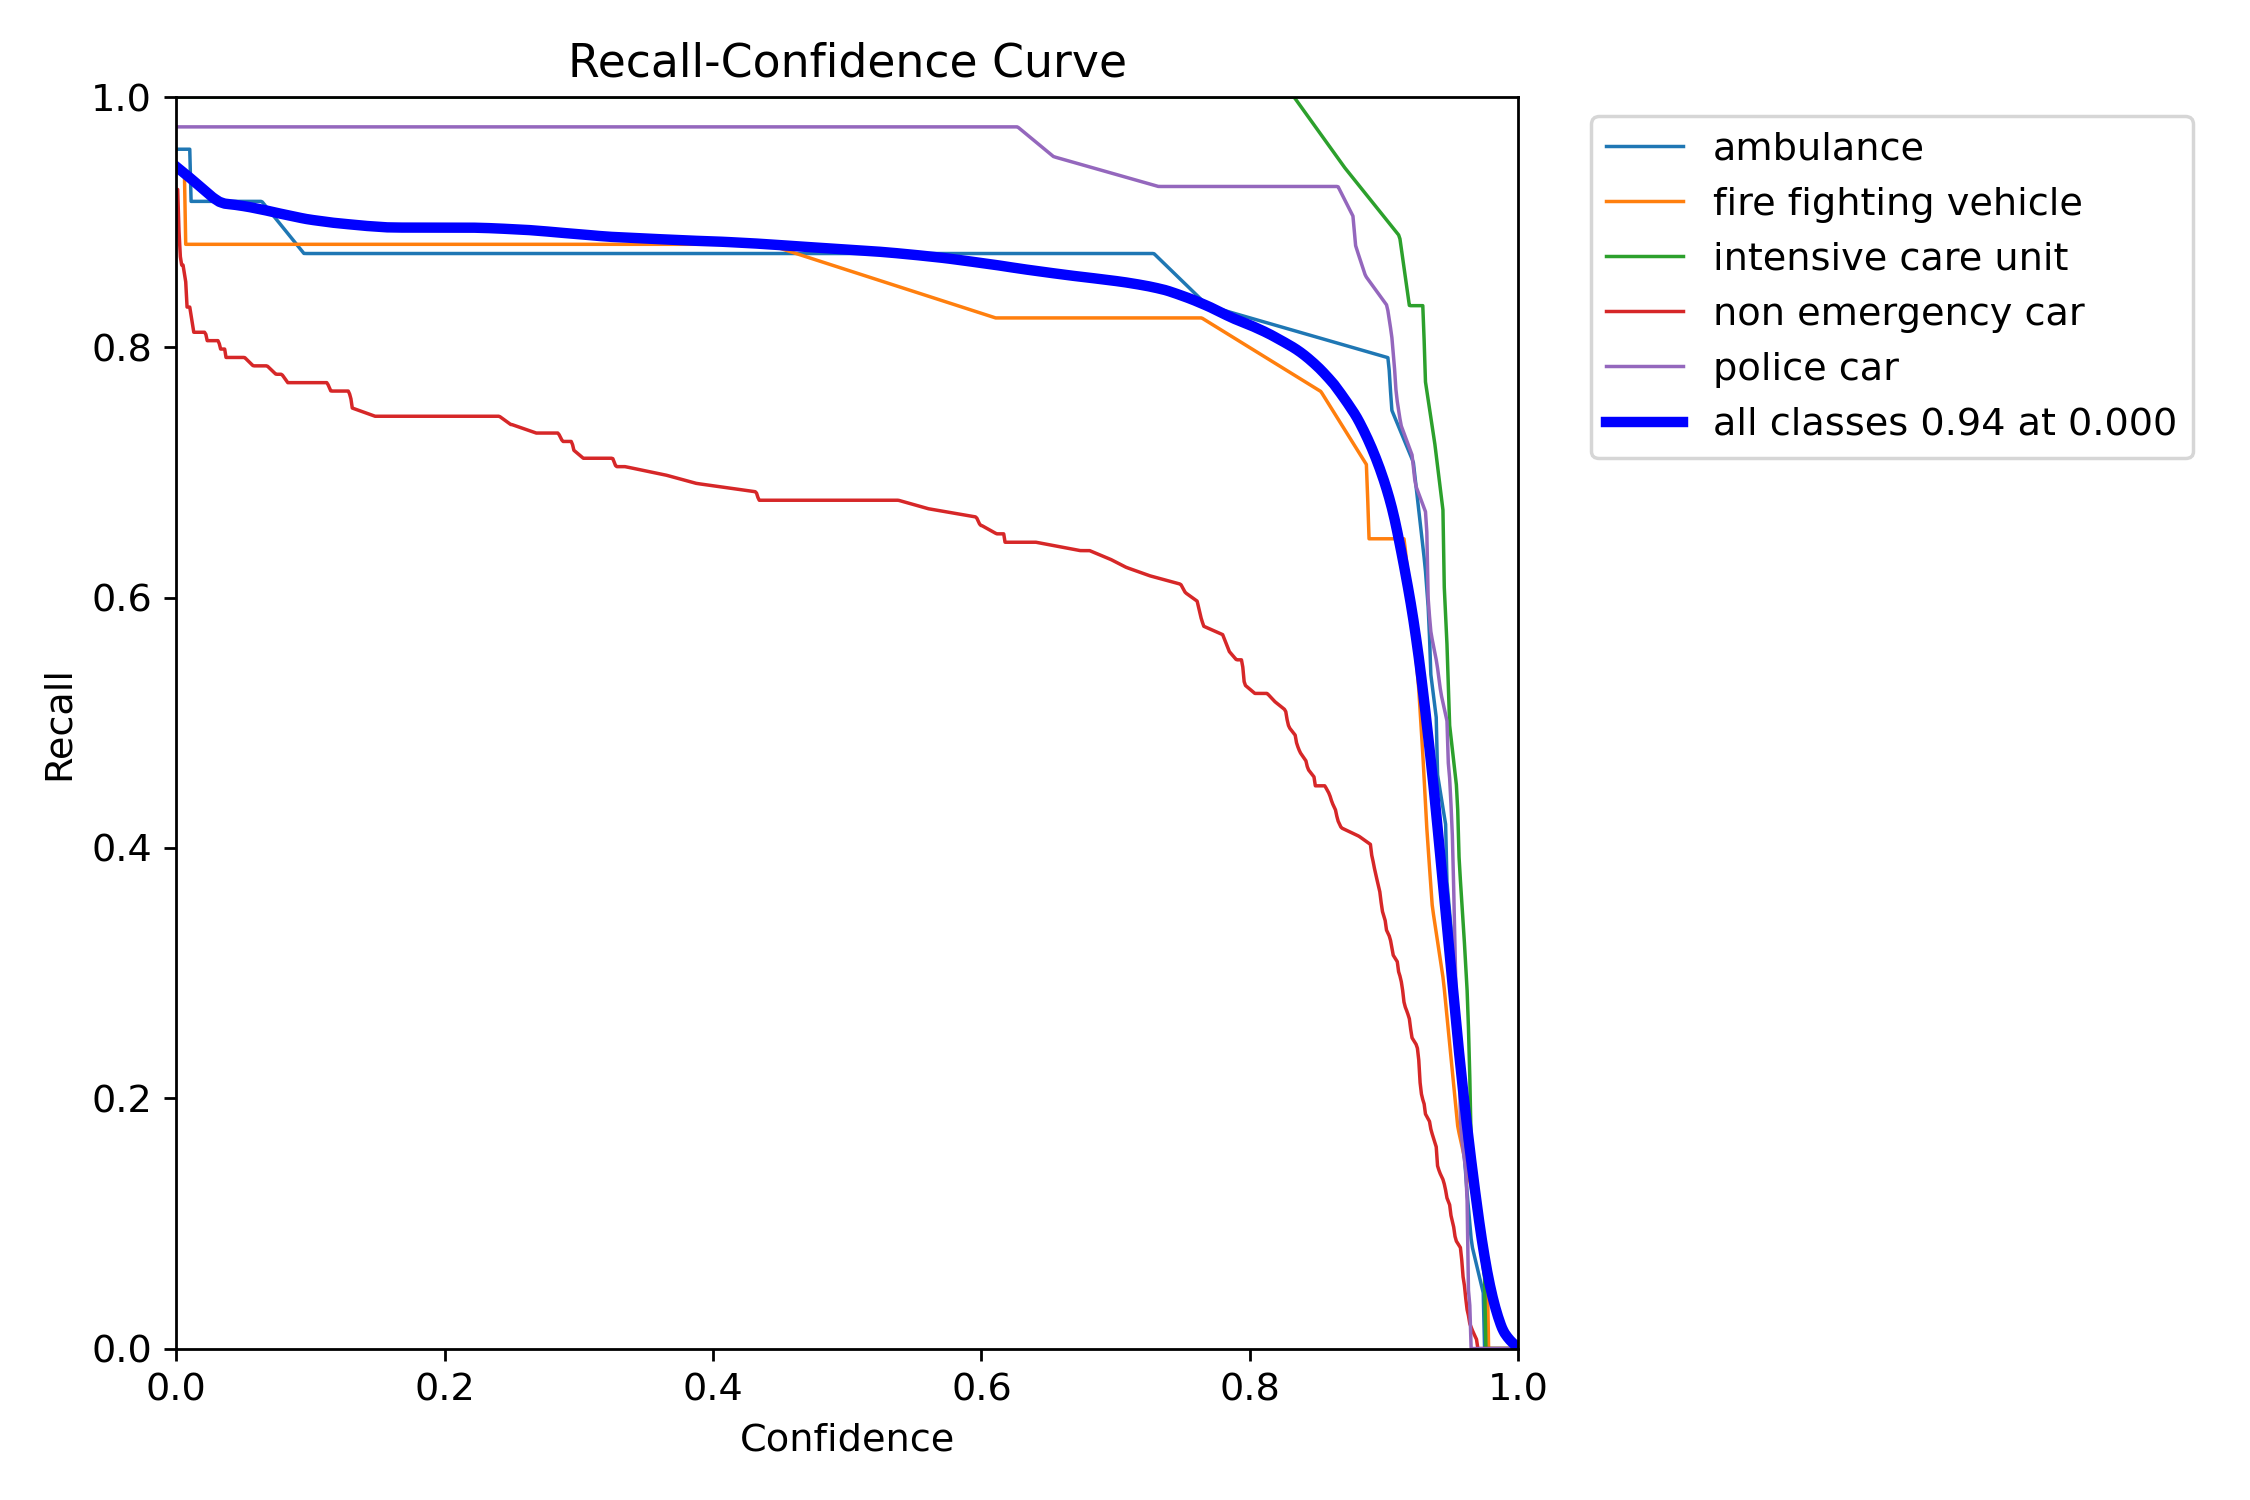 Recall-Confidence Curve
1.0
0.8
0.6
0.4
0.2
0.0
Recall
0.0 0.2 0.4 0.6 0.8 1.0
Confidence
ambulance
fire fighting vehicle
intensive care unit
non emergency car
police car
all classes 0.94 at 0.000